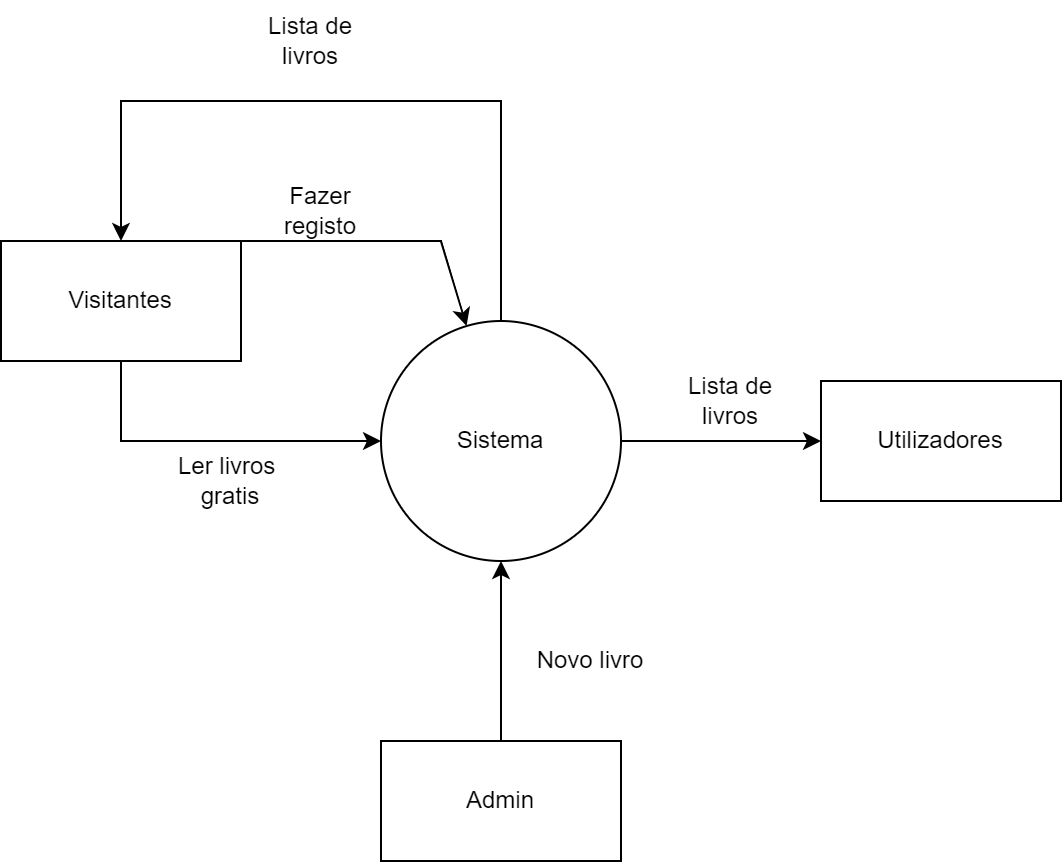 Lista de
livros
Fazer
registo
Visitantes
Lista de
livros
Sistema
Utilizadores
Ler livros
gratis
Novo livro
Admin